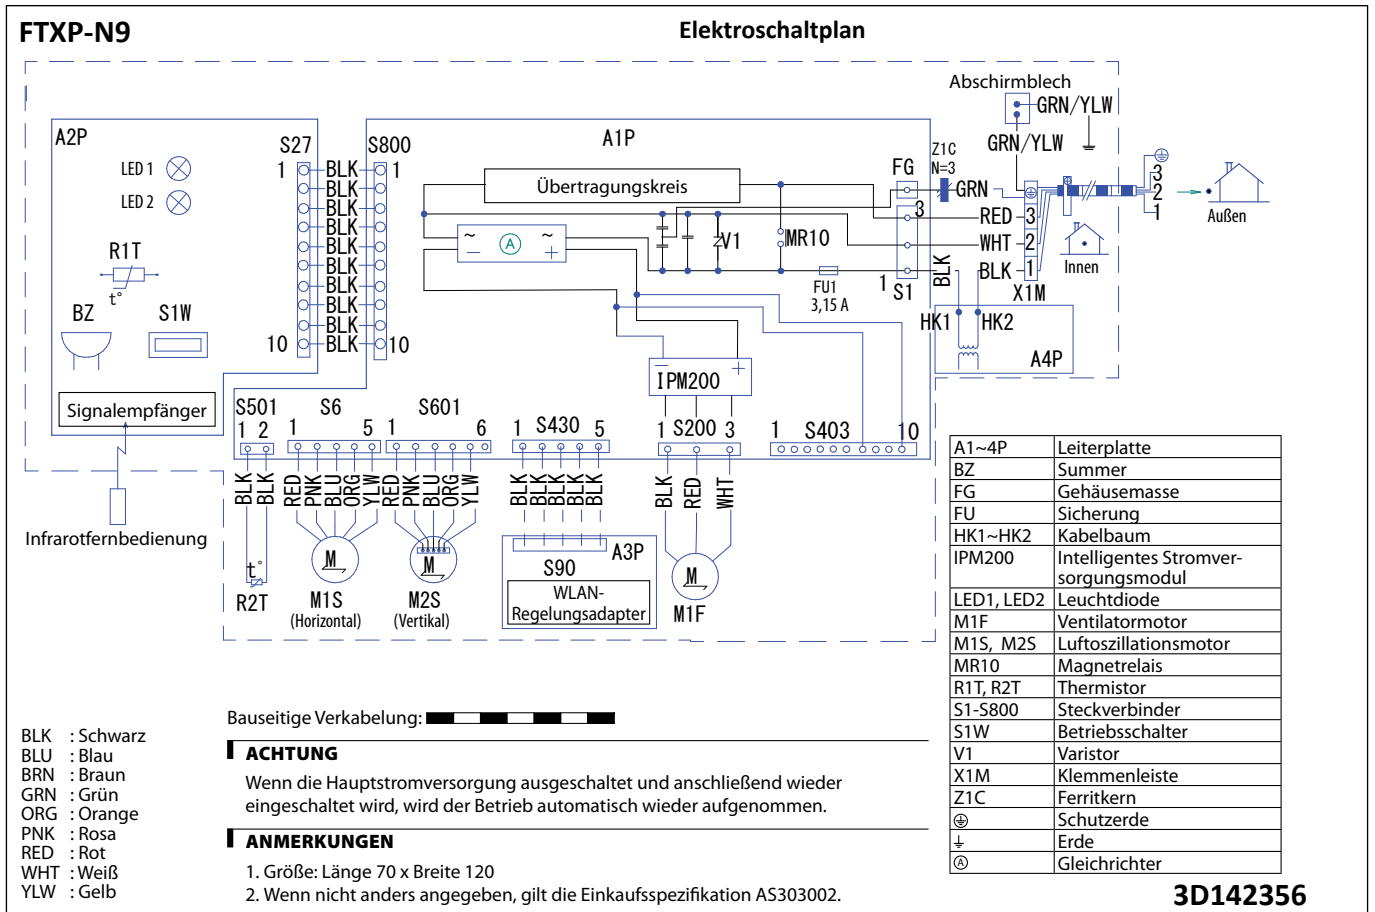 FTXP-N9
Elektroschaltplan
Abschirmblech
GRN/YLW
GRN/YLW
A2P
S27
S800
A1P
Z1C
N=3
FG
GRN
LED 1
LED 2
R1T
t°
BZ
S1W
Signalempfänger
Infrarotfernbedienung
1
BLK
1
BLK
BLK
BLK
BLK
BLK
BLK
BLK
BLK
10
BLK
10
Übertragungskreis
~ ~
A
− +
V1
MR10
FU1
3,15 A
3
1
S1
RED 3
WHT 2
BLK 1
X1M
BLK
3
2
1
Außen
Innen
HK1
HK2
A4P
− +
IPM200
S501
1 2
S6
1 5
S601
1 6
S430
1 5
S200
1 3
S403
1 10
BLK
BLK
RED
PNK
BLU
ORG
YLW
RED
PNK
BLU
ORG
YLW
BLK
BLK
BLK
BLK
BLK
BLK
RED
WHT
t°
R2T
M
M1S
(Horizontal)
M
M2S
(Vertikal)
A3P
S90
WLAN-
Regelungsadapter
M
M1F
A1~4P Leiterplatte
BZ Summer
FG Gehäusemasse
FU Sicherung
HK1~HK2 Kabelbaum
IPM200 Intelligentes Stromver-
sorgungsmodul
LED1, LED2 Leuchtdiode
M1F Ventilatormotor
M1S, M2S Luftoszillationsmotor
MR10 Magnetrelais
R1T, R2T Thermistor
S1-S800 Steckverbinder
S1W Betriebsschalter
V1 Varistor
X1M Klemmenleiste
Z1C Ferritkern
Schutzerde
Erde
A Gleichrichter
BLK : Schwarz
BLU : Blau
BRN : Braun
GRN : Grün
ORG : Orange
PNK : Rosa
RED : Rot
WHT : Weiß
YLW : Gelb
Bauseitige Verkabelung:
ACHTUNG
Wenn die Hauptstromversorgung ausgeschaltet und anschließend wieder
eingeschaltet wird, wird der Betrieb automatisch wieder aufgenommen.
ANMERKUNGEN
1. Größe: Länge 70 x Breite 120
2. Wenn nicht anders angegeben, gilt die Einkaufsspezifikation AS303002.
3D142356